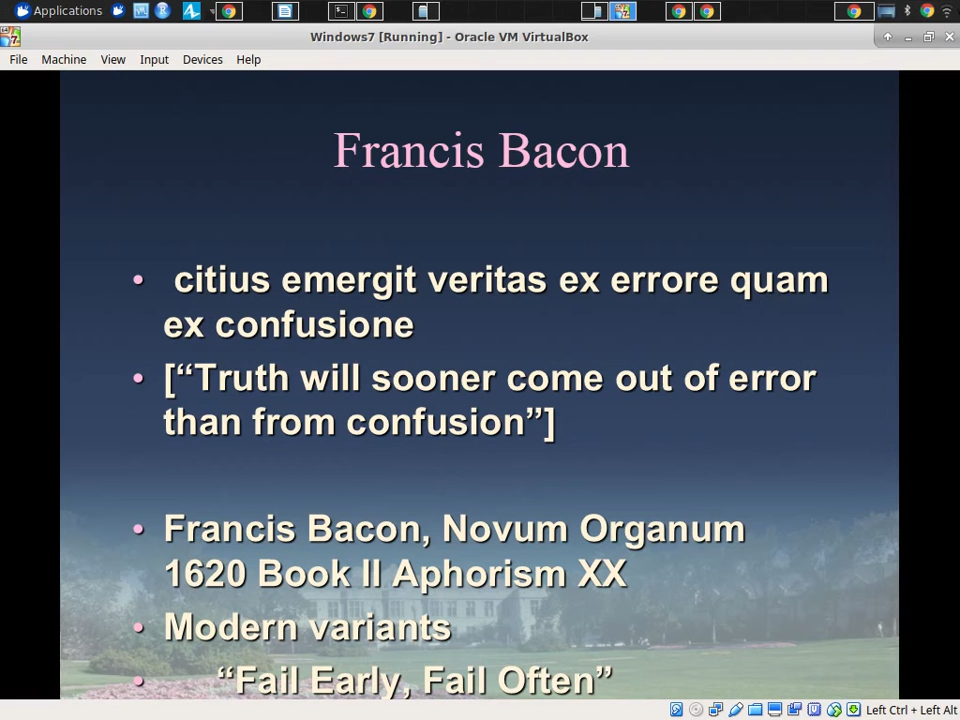 Applications
Windows7 [Running] - Oracle VM VirtualBox
File Machine View Input Devices Help
Francis Bacon
• citius emergit veritas ex errore quam
ex confusione
• [“Truth will sooner come out of error
than from confusion”]
• Francis Bacon, Novum Organum
1620 Book II Aphorism XX
• Modern variants
• “Fail Early, Fail Often”
Left Ctrl + Left Alt